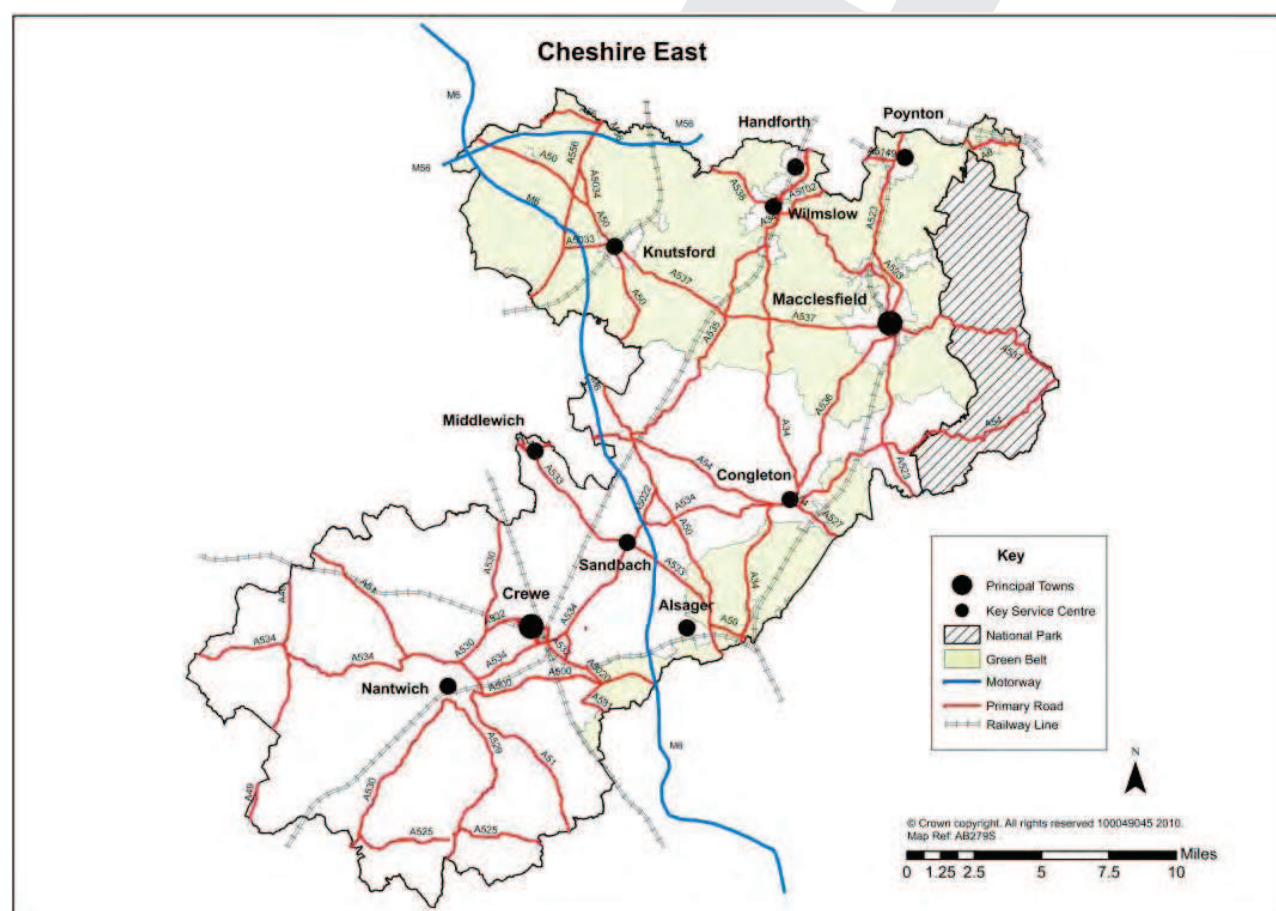 Cheshire East
M6
A56
M56
M56
M56
A50
A556
A5034
M6
A50
A5033
Knutsford
A50
A537
Handforth
A538
A5102
Wilmslow
Poynton
A5149
A6
A523
A523
Macclesfield
A537
A537
A535
M6
A536
A34
A54
A54
A523
Middlewich
A533
Congleton
A534
A5022
A50
A527
Sandbach
A533
A34
A530
A51
A49
Crewe
A532
A534
Alsager
A50
A534
A534
A530
A534
A5020
A500
A500
A531
Nantwich
A529
A51
A530
A49
A525
A525
M6
Key
Principal Towns
Key Service Centre
National Park
Green Belt
Motorway
Primary Road
Railway Line
N
© Crown copyright. All rights reserved 100049045 2010.
Map Ref: AB279S
Miles
0 1.25 2.5 5 7.5 10